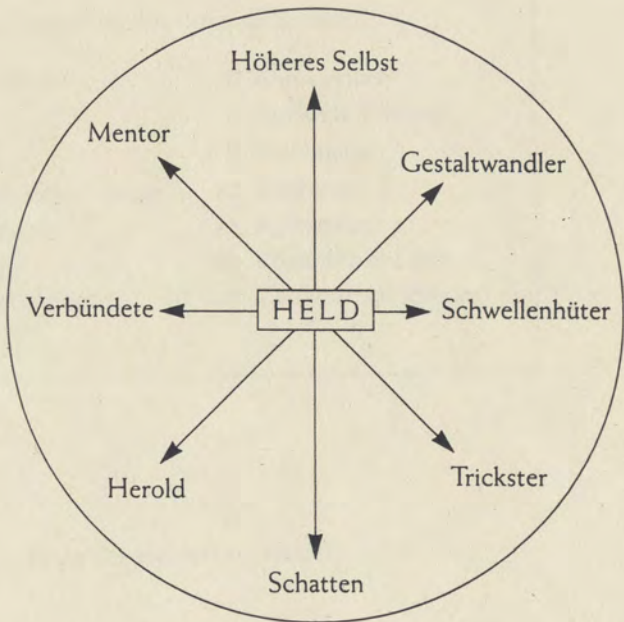 Höheres Selbst
Mentor
Gestaltwandler
Verbündete
HELD
Schwellenhüter
Herold
Trickster
Schatten